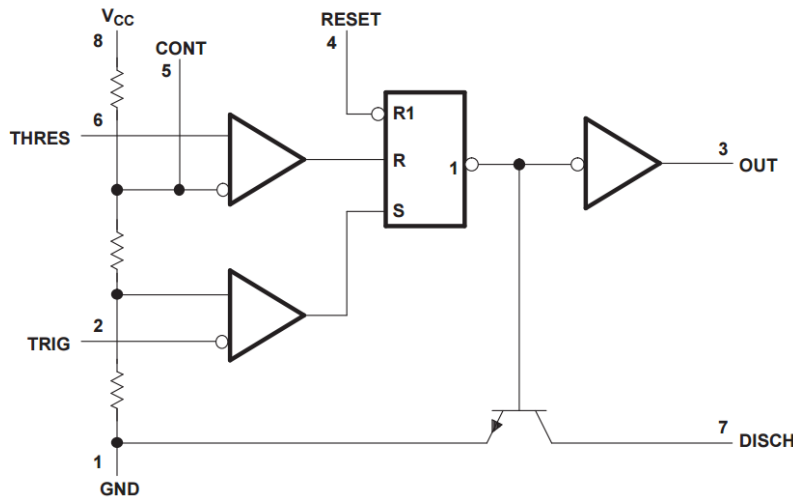 VCC
8
CONT
5
RESET
4
6
THRES
R1
R
1
S
3
OUT
2
TRIG
7
DISCH
1
GND